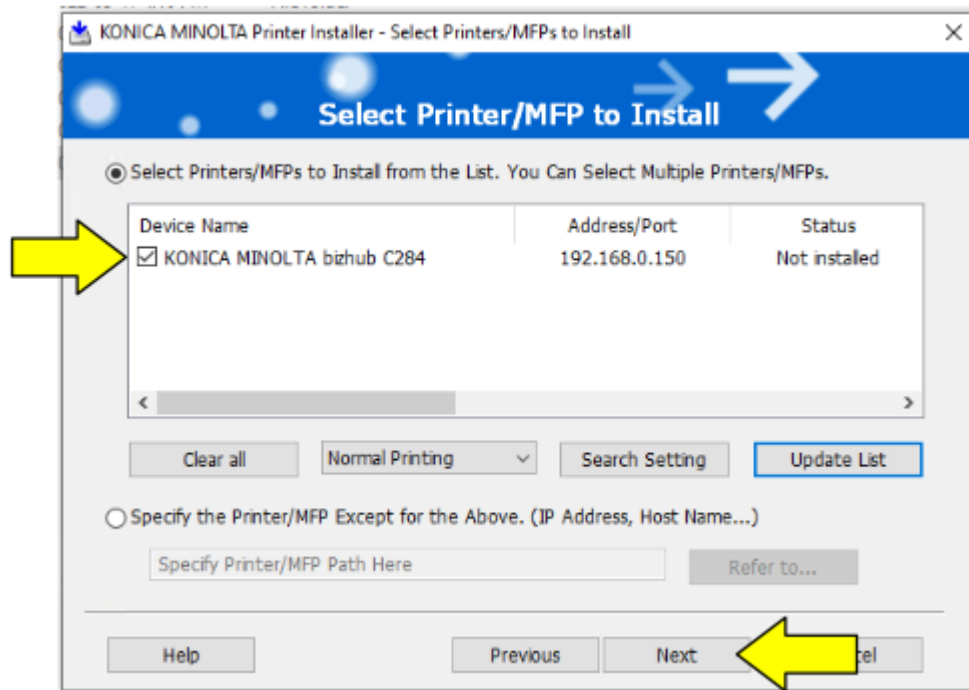 KONICA MINOLTA Printer Installer - Select Printers/MFPs to Install
Select Printer/MFP to Install
Select Printers/MFPs to Install from the List. You Can Select Multiple Printers/MFPs.
Device Name Address/Port Status
KONICA MINOLTA bizhub C284 192.168.0.150 Not installed
Clear all Normal Printing Search Setting Update List
Specify the Printer/MFP Except for the Above. (IP Address, Host Name...)
Specify Printer/MFP Path Here Refer to...
Help Previous Next